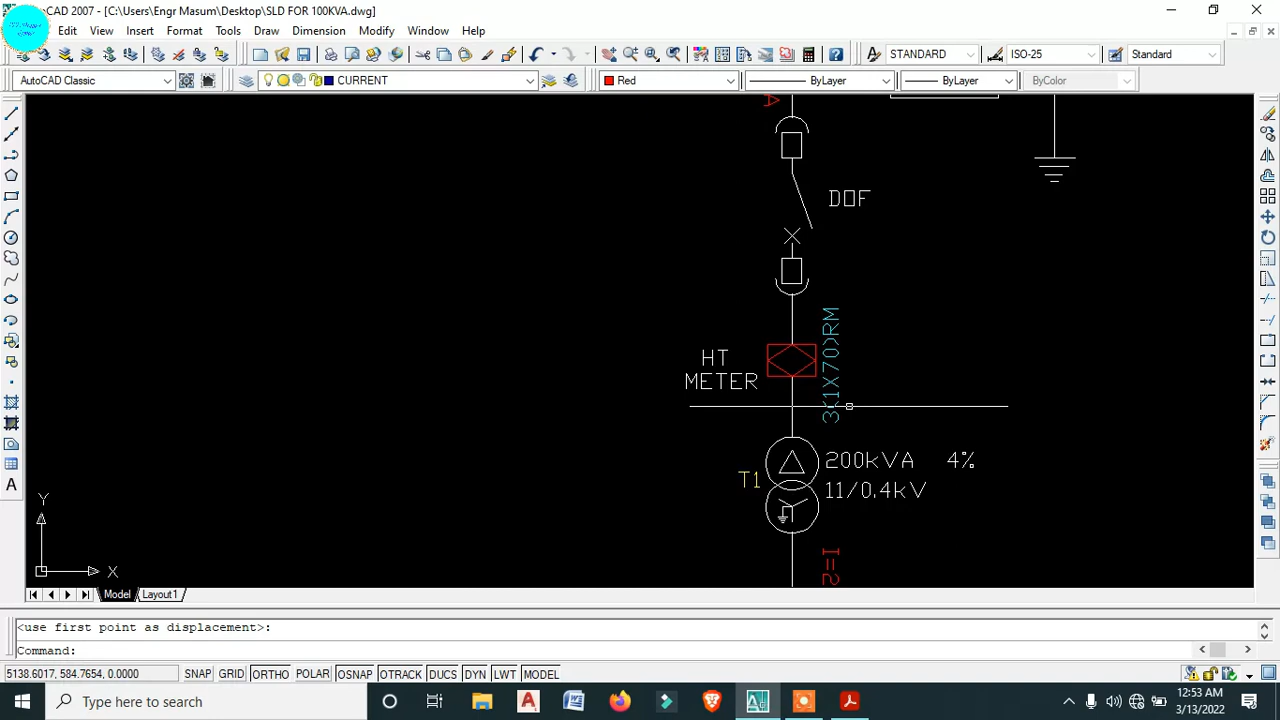 AutoCAD 2007 - [C:\Users\Engr Masum\Desktop\SLD FOR 100KVA.dwg]
Edit View Insert Format Tools Draw Dimension Modify Window Help
STANDARD ISO-25 Standard
AutoCAD Classic CURRENT Red ByLayer ByLayer ByColor
A
DOF
3(1X70)RM
HT
METER
T1
200kVA 4%
11/0.4kV
I=2
Y
X
Model Layout1
<use first point as displacement>:
Command:
5138.6017, 584.7654, 0.0000 SNAP GRID ORTHO POLAR OSNAP OTRACK DUCS DYN LWT MODEL
Type here to search
12:53 AM
3/13/2022